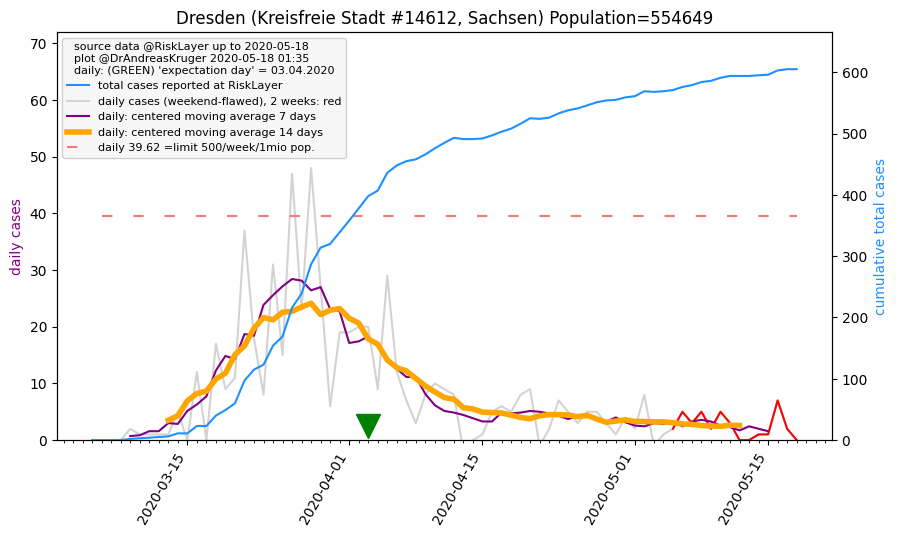 Dresden (Kreisfreie Stadt #14612, Sachsen) Population=554649
source data @RiskLayer up to 2020-05-18
plot @DrAndreasKruger 2020-05-18 01:35
daily: (GREEN) 'expectation day' = 03.04.2020
total cases reported at RiskLayer
daily cases (weekend-flawed), 2 weeks: red
daily: centered moving average 7 days
daily: centered moving average 14 days
daily 39.62 =limit 500/week/1mio pop.
daily cases
70
60
50
40
30
20
10
0
cumulative total cases
600
500
400
300
200
100
0
2020-03-15
2020-04-01
2020-04-15
2020-05-01
2020-05-15